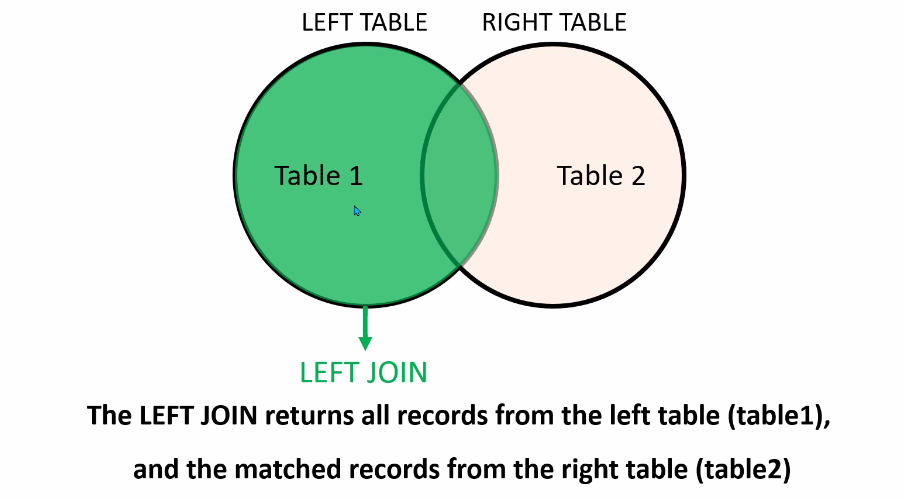 LEFT TABLE RIGHT TABLE
Table 1 Table 2
LEFT JOIN
The LEFT JOIN returns all records from the left table (table1),
and the matched records from the right table (table2)